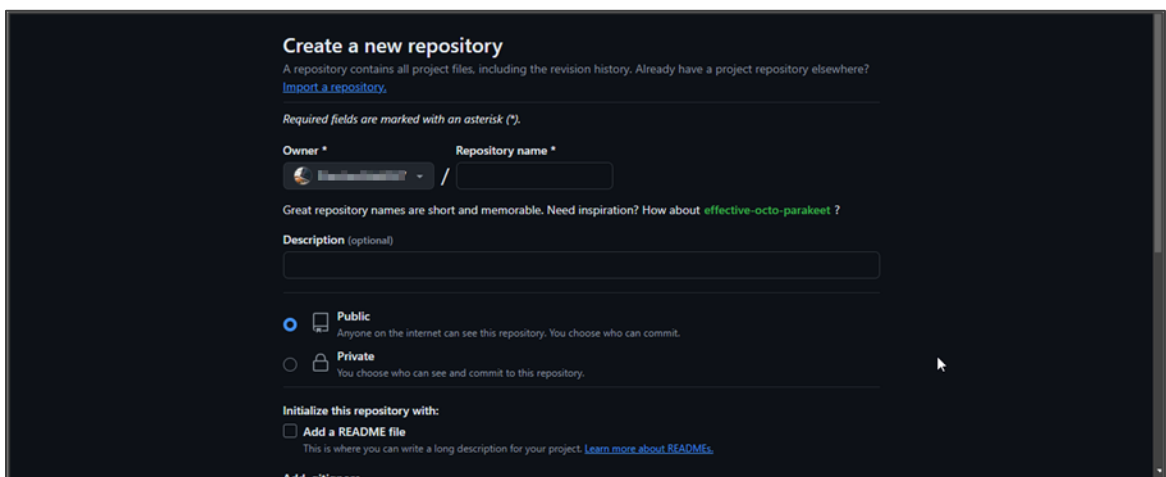 Create a new repository
A repository contains all project files, including the revision history. Already have a project repository elsewhere?
Import a repository.
Required fields are marked with an asterisk (*).
Owner * Repository name *
/
Great repository names are short and memorable. Need inspiration? How about effective-octo-parakeet ?
Description (optional)
Public
Anyone on the internet can see this repository. You choose who can commit.
Private
You choose who can see and commit to this repository.
Initialize this repository with:
Add a README file
This is where you can write a long description for your project. Learn more about READMEs.